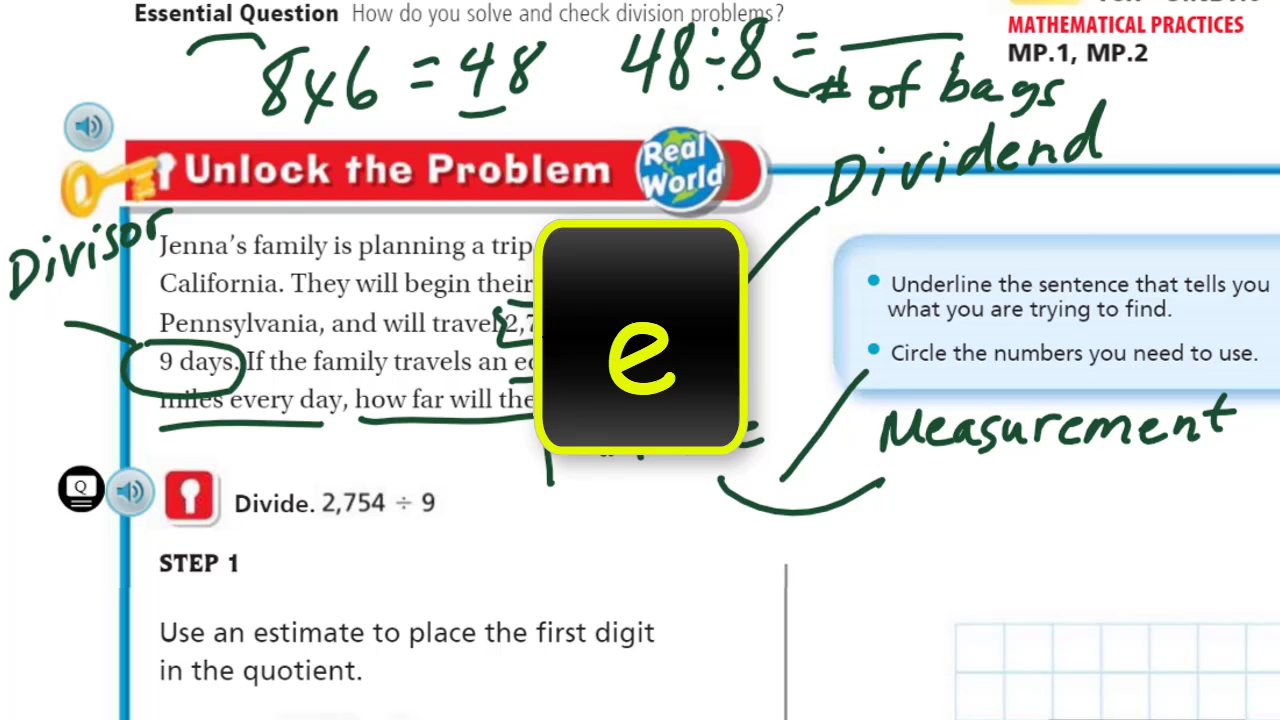 Essential Question How do you solve and check division problems?
MATHEMATICAL PRACTICES
MP.1, MP.2
8x6 = 48
48÷8 =
# of bags
Dividend
Unlock the Problem
Real World
Divisor
Jenna's family is planning a trip
California. They will begin their
Pennsylvania, and will travel 2,7
9 days. If the family travels an
miles every day, how far will the
e
• Underline the sentence that tells you
what you are trying to find.
• Circle the numbers you need to use.
Measurement
Q
Divide. 2,754 ÷ 9
STEP 1
Use an estimate to place the first digit
in the quotient.